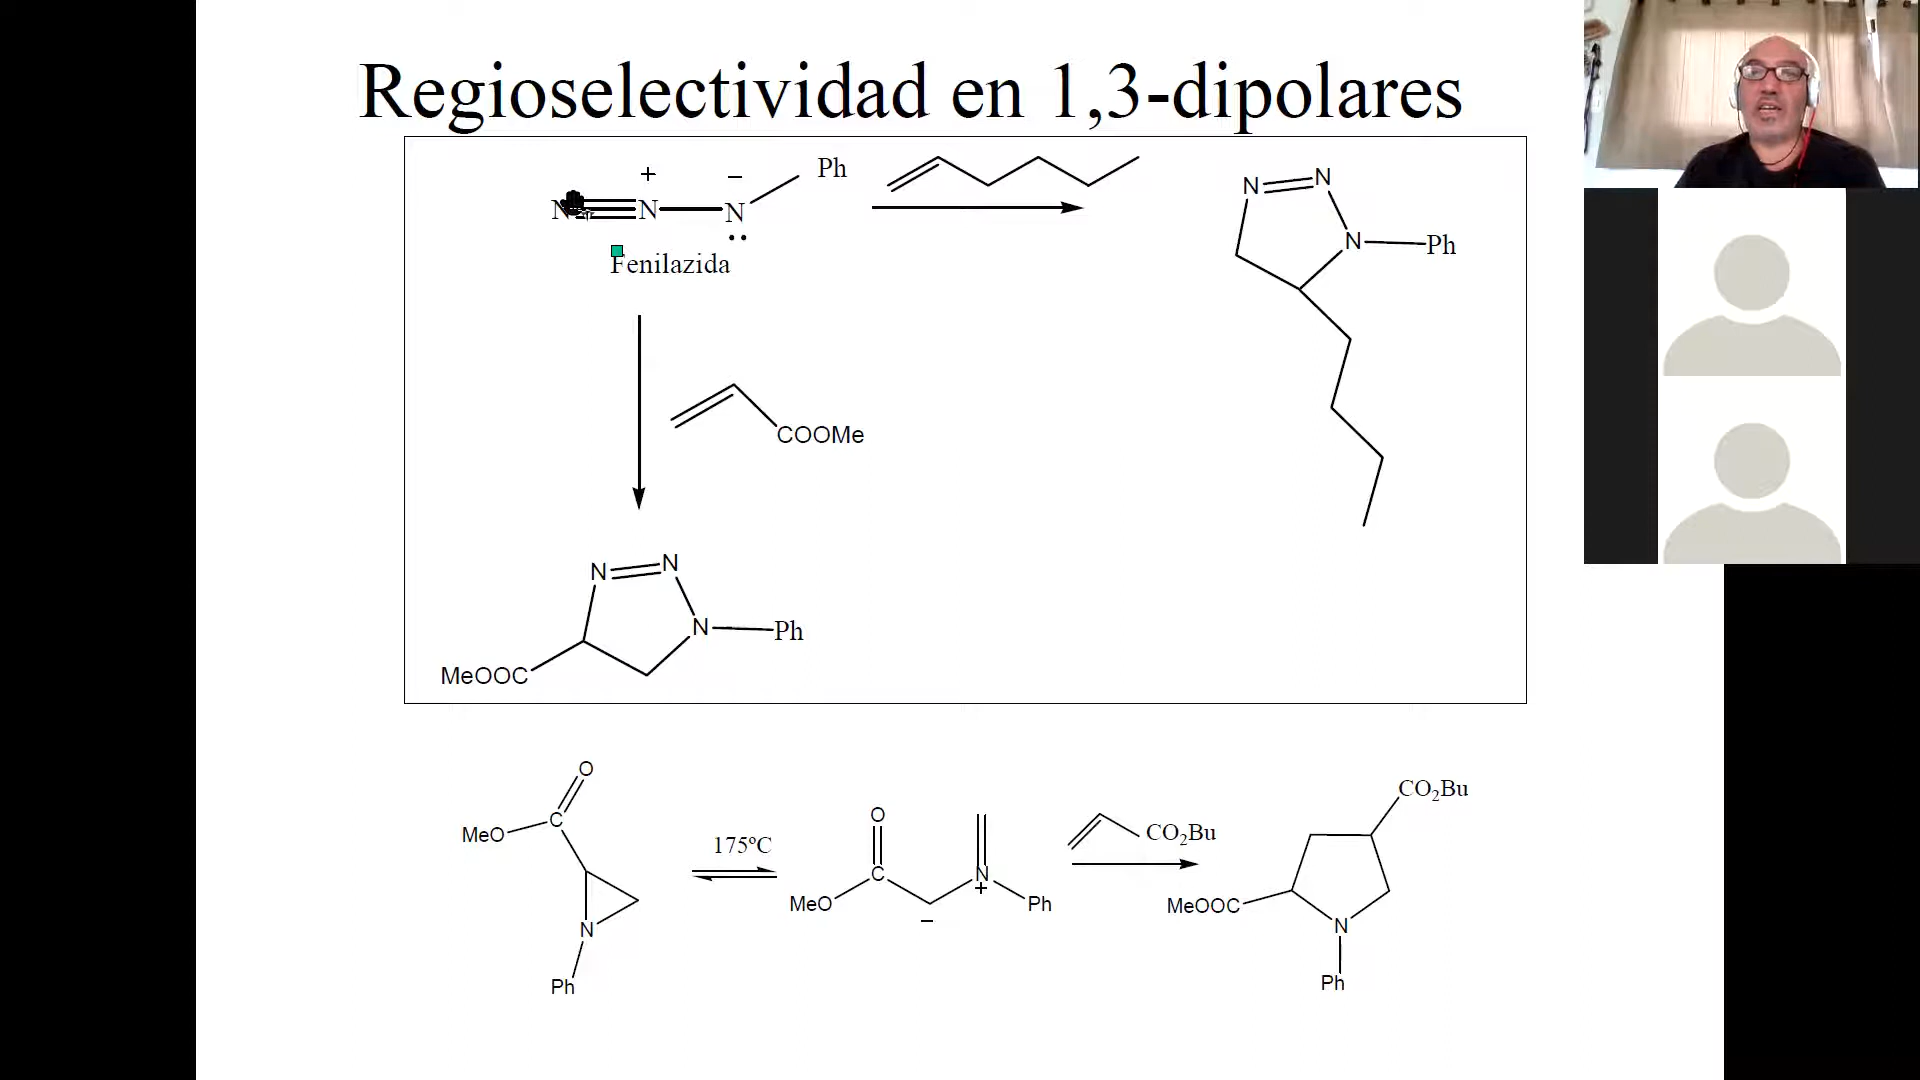 Regioselectividad en 1,3-dipolares
+ − Ph
N N N
Fenilazida
N N
N Ph
COOMe
N N
N Ph
MeOOC
O
MeO C
N
Ph
175ºC
O
C N
+
MeO − Ph
CO2Bu
CO2Bu
MeOOC
N
Ph